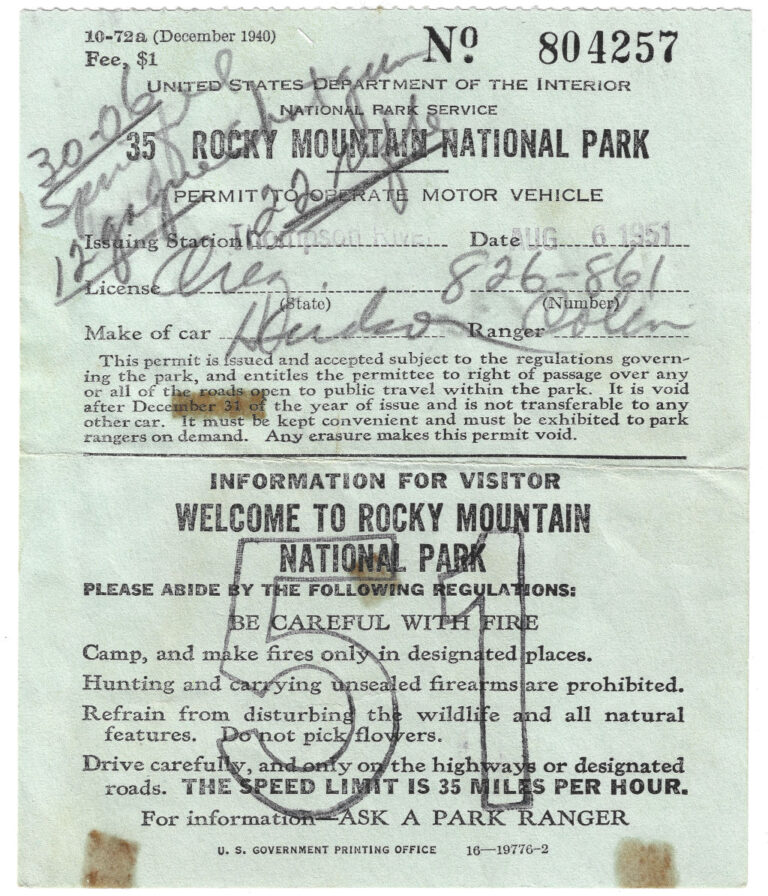 10-72a (December 1940)
Fee, $1
Nº 804257
UNITED STATES DEPARTMENT OF THE INTERIOR
NATIONAL PARK SERVICE
35 ROCKY MOUNTAIN NATIONAL PARK
PERMIT TO OPERATE MOTOR VEHICLE
30-06
12 ga
22 rifle
Issuing Station Thompson River Date AUG 6 1951
License Oreg. 826-861
(State) (Number)
Make of car Hudson Ranger
This permit is issued and accepted subject to the regulations govern-
ing the park, and entitles the permittee to right of passage over any
or all of the roads open to public travel within the park. It is void
after December 31 of the year of issue and is not transferable to any
other car. It must be kept convenient and must be exhibited to park
rangers on demand. Any erasure makes this permit void.
INFORMATION FOR VISITOR
WELCOME TO ROCKY MOUNTAIN
NATIONAL PARK
PLEASE ABIDE BY THE FOLLOWING REGULATIONS:
BE CAREFUL WITH FIRE
Camp, and make fires only in designated places.
Hunting and carrying unsealed firearms are prohibited.
Refrain from disturbing the wildlife and all natural
features. Do not pick flowers.
Drive carefully, and only on the highways or designated
roads. THE SPEED LIMIT IS 35 MILES PER HOUR.
For information—ASK A PARK RANGER
51
U. S. GOVERNMENT PRINTING OFFICE 16—19776-2